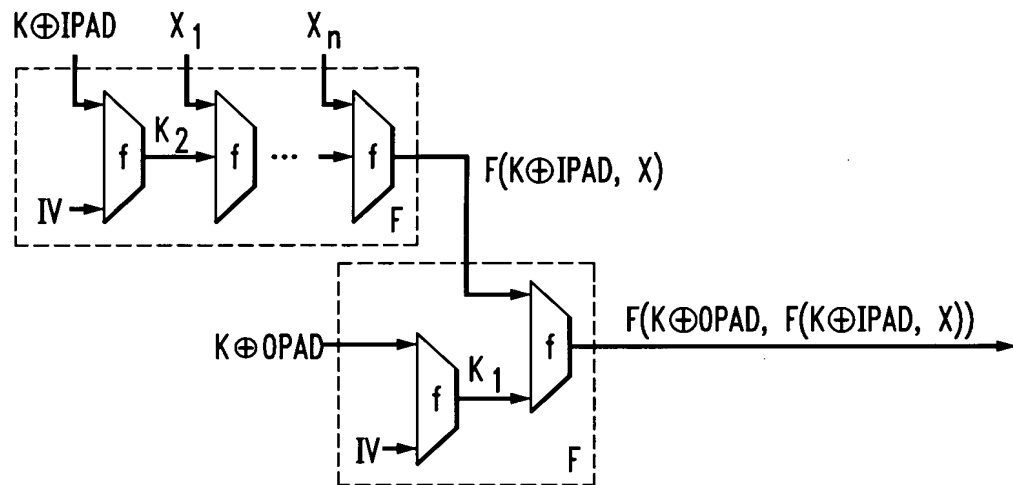 K⊕IPAD X1 Xn
f K2 f ... f
IV
F
F(K⊕IPAD, X)
F(K⊕OPAD, F(K⊕IPAD, X))
K⊕OPAD
f K1 f
IV
F